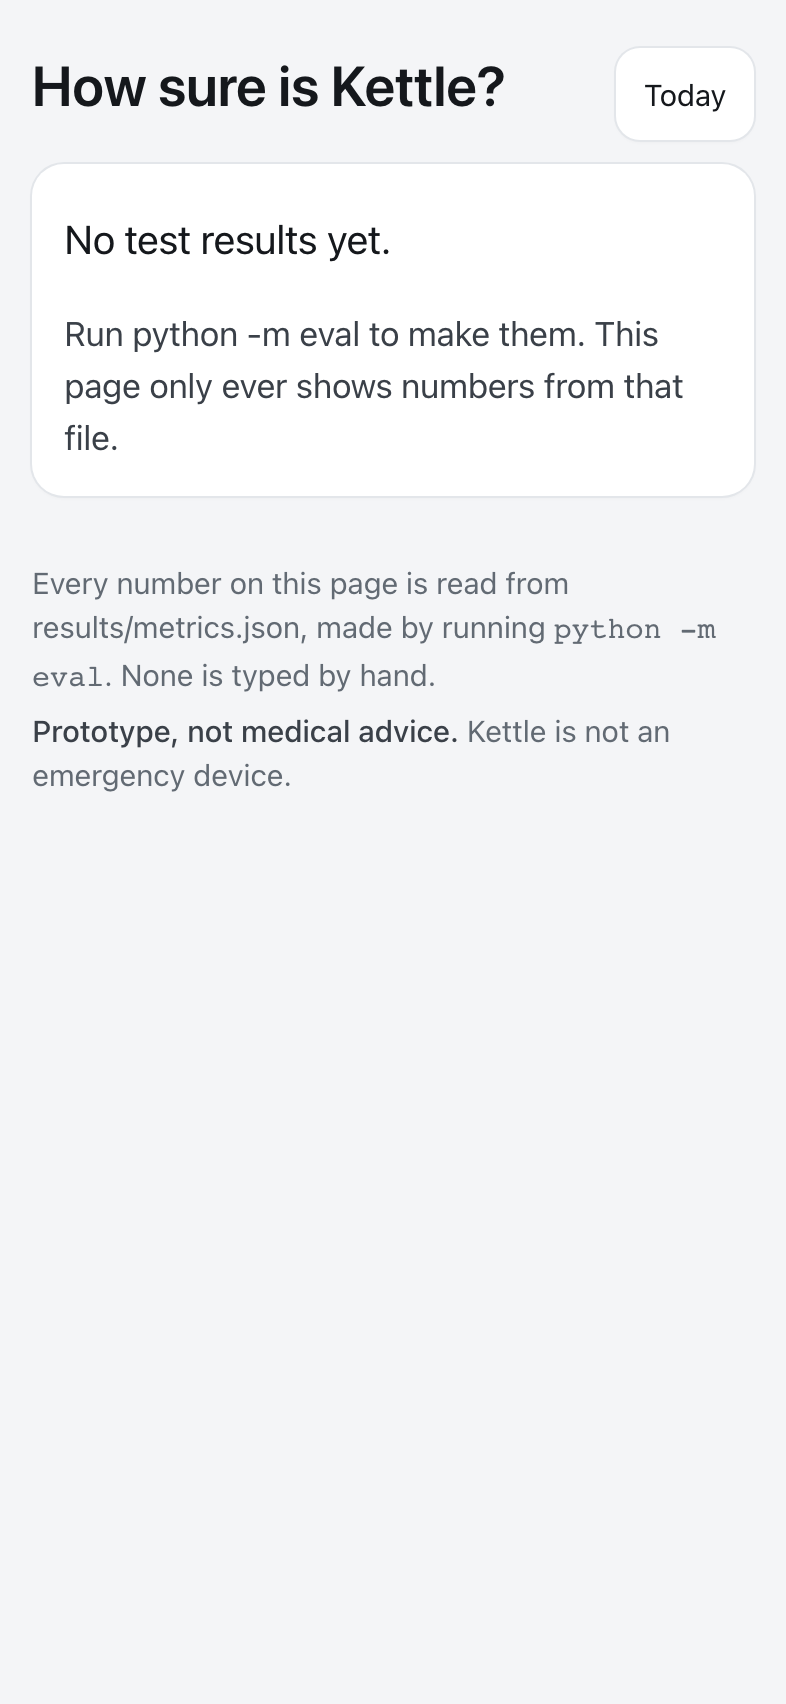 How sure is Kettle?
Today
No test results yet.
Run python -m eval to make them. This
page only ever shows numbers from that
file.
Every number on this page is read from
results/metrics.json, made by running python -m
eval. None is typed by hand.
Prototype, not medical advice. Kettle is not an
emergency device.